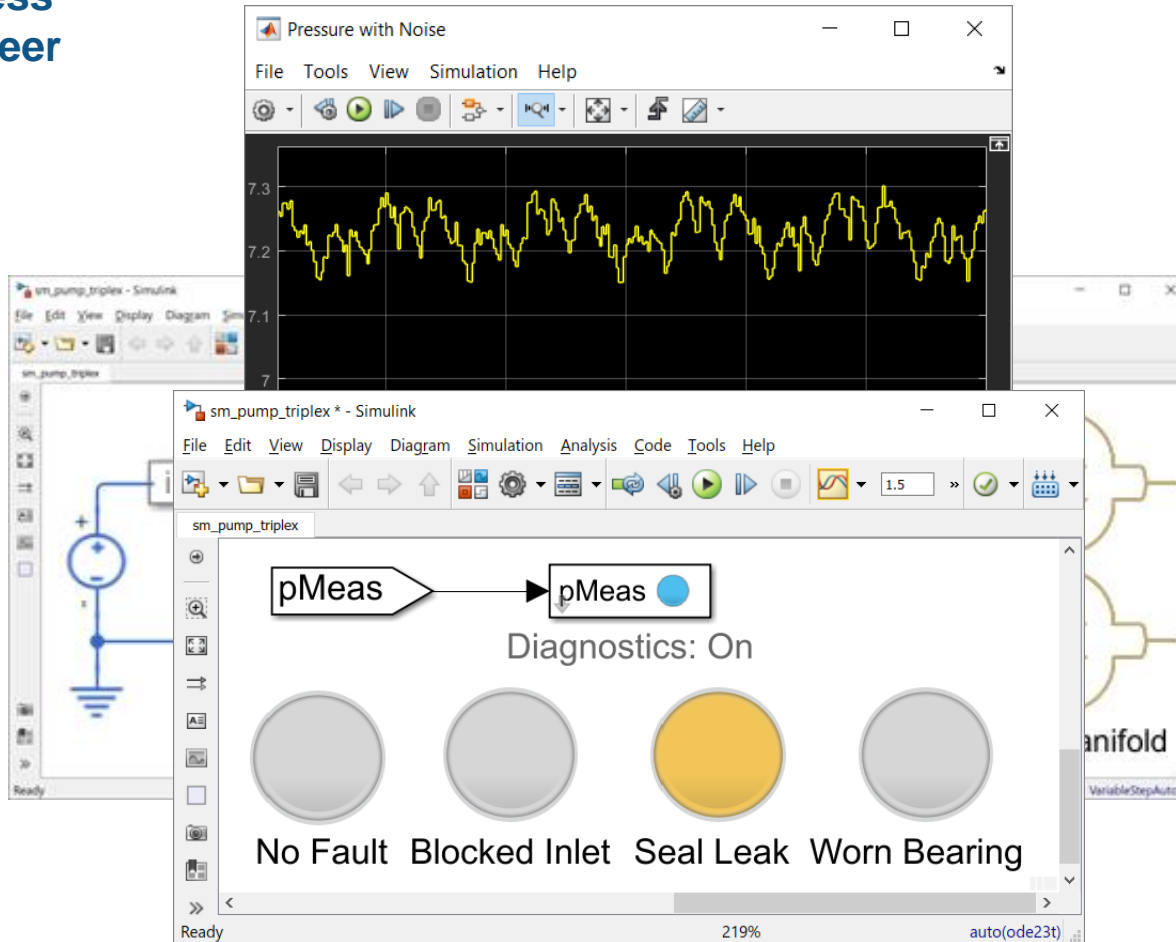 ess
eer
Pressure with Noise
File Tools View Simulation Help
7.3
7.2
7.1
7
sm_pump_triplex - Simulink
File Edit View Display Diagram Sim
sm_pump_triplex
i
Ready
sm_pump_triplex * - Simulink
File Edit View Display Diagram Simulation Analysis Code Tools Help
1.5 »
sm_pump_triplex
pMeas
pMeas
Diagnostics: On
No Fault Blocked Inlet Seal Leak Worn Bearing
Ready 219% auto(ode23t)
anifold
VariableStepAuto